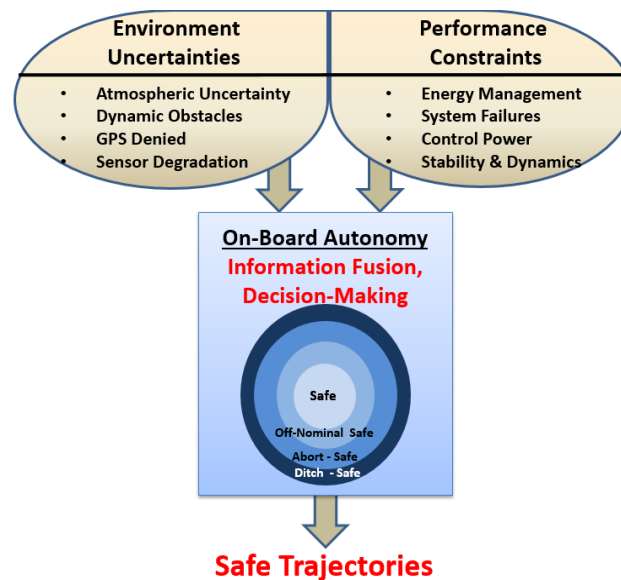 Environment
Uncertainties
• Atmospheric Uncertainty
• Dynamic Obstacles
• GPS Denied
• Sensor Degradation
Performance
Constraints
• Energy Management
• System Failures
• Control Power
• Stability & Dynamics
On-Board Autonomy
Information Fusion,
Decision-Making
Safe
Off-Nominal Safe
Abort - Safe
Ditch - Safe
Safe Trajectories